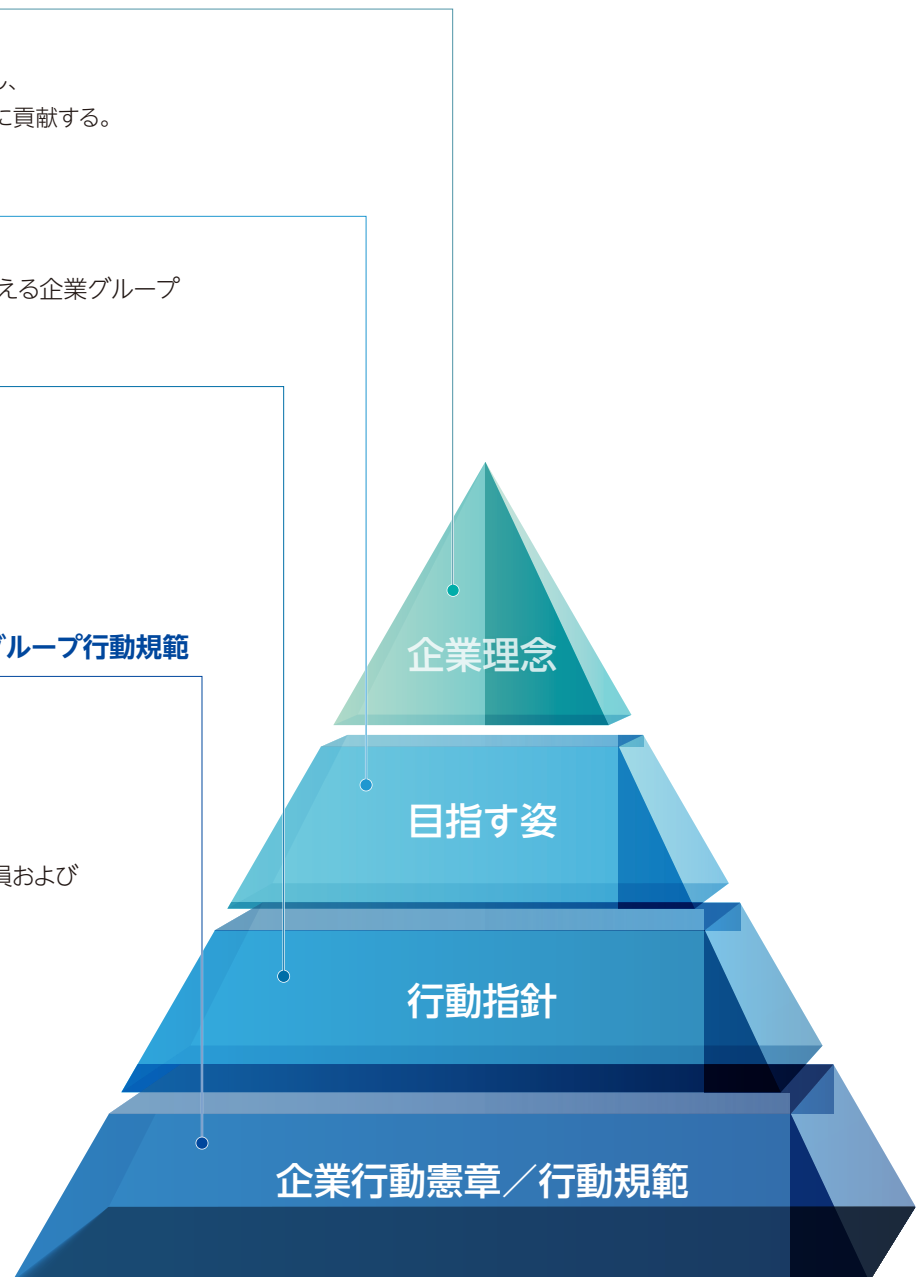 し、
に貢献する。
える企業グループ
グループ行動規範
員および
企業理念
目指す姿
行動指針
企業行動憲章／行動規範